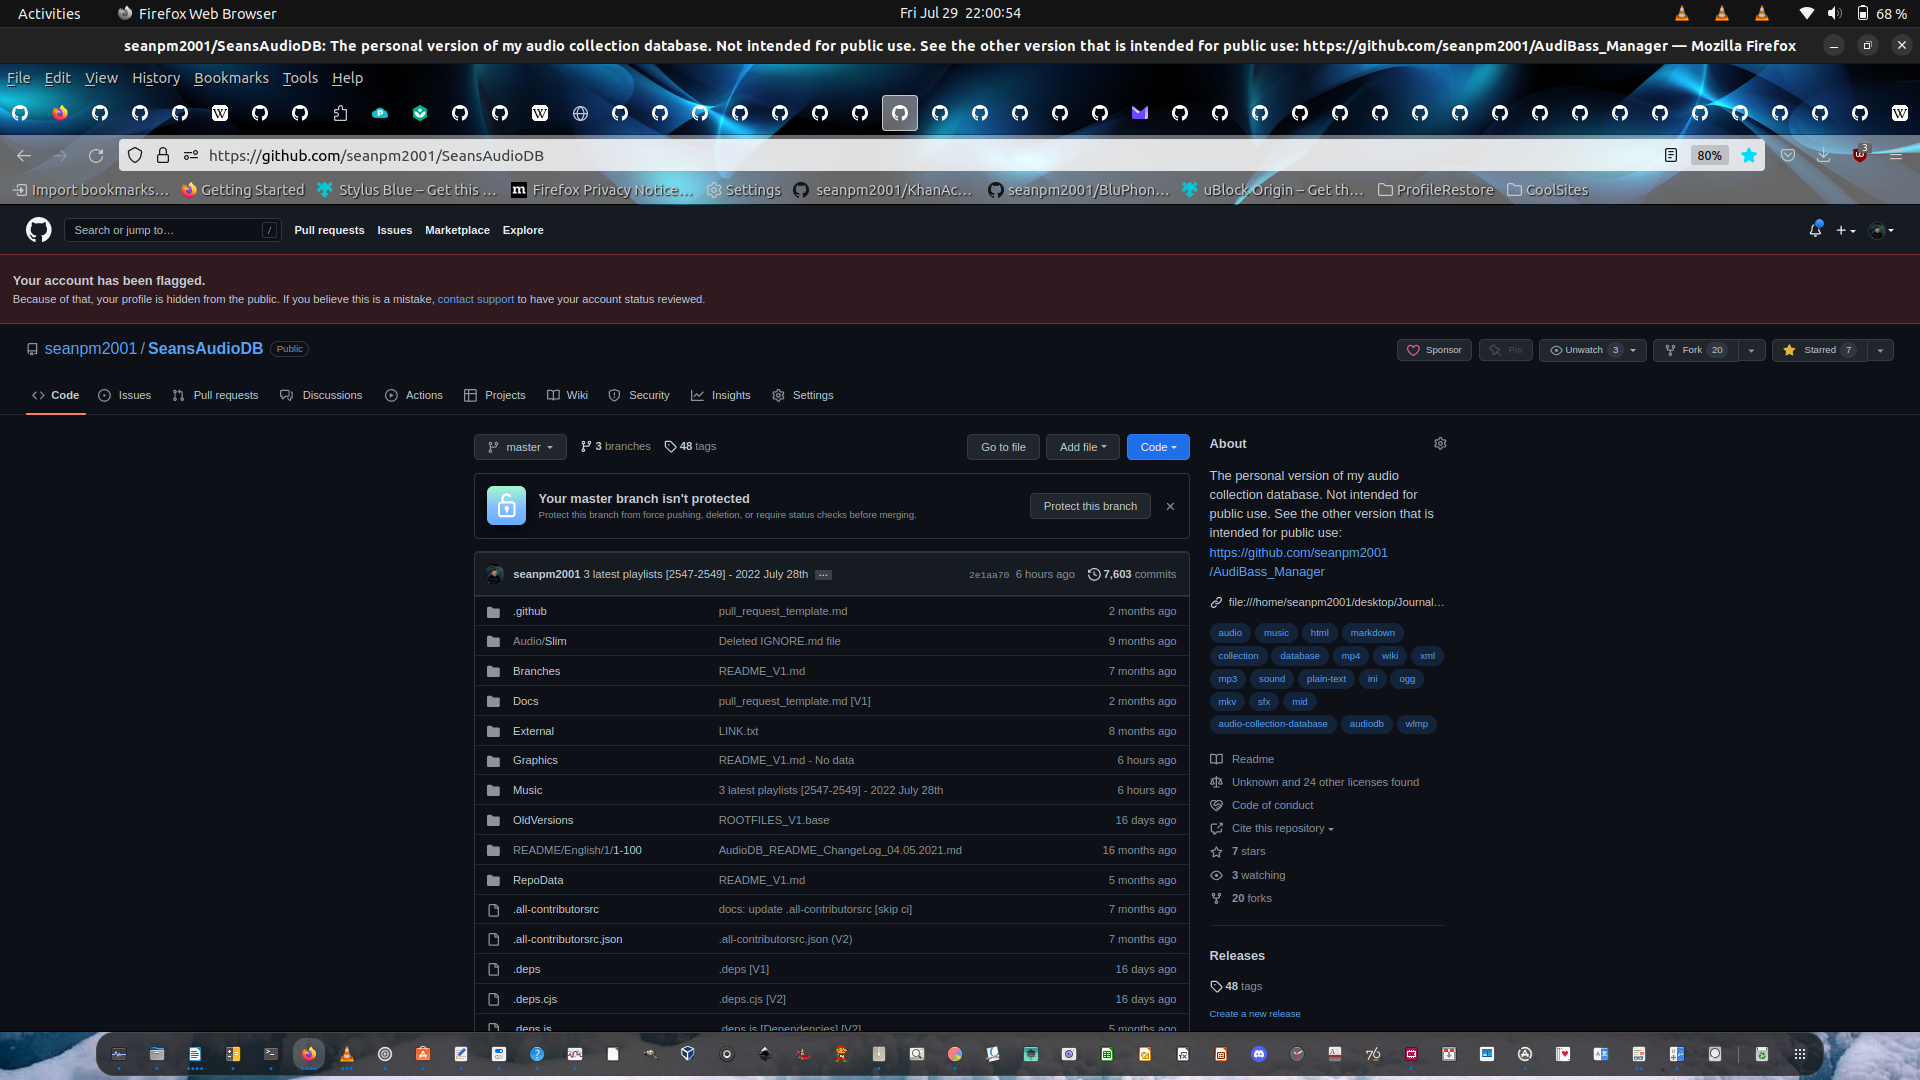 Activities Firefox Web Browser Fri Jul 29 22:00:54 68 %
seanpm2001/SeansAudioDB: The personal version of my audio collection database. Not intended for public use. See the other version that is intended for public use: https://github.com/seanpm2001/AudiBass_Manager — Mozilla Firefox
File Edit View History Bookmarks Tools Help
https://github.com/seanpm2001/SeansAudioDB 80% 3
Import bookmarks… Getting Started Stylus Blue – Get this … Firefox Privacy Notice… Settings seanpm2001/KhanAc… seanpm2001/BluPhon… uBlock Origin – Get th… ProfileRestore CoolSites
Search or jump to… / Pull requests Issues Marketplace Explore
Your account has been flagged.
Because of that, your profile is hidden from the public. If you believe this is a mistake, contact support to have your account status reviewed.
seanpm2001 / SeansAudioDB Public Sponsor Pin Unwatch 3 Fork 20 Starred 7
Code Issues Pull requests Discussions Actions Projects Wiki Security Insights Settings
master 3 branches 48 tags Go to file Add file Code
Your master branch isn't protected
Protect this branch from force pushing, deletion, or require status checks before merging.
Protect this branch
seanpm2001 3 latest playlists [2547-2549] - 2022 July 28th … 2e1aa70 6 hours ago 7,603 commits
.github pull_request_template.md 2 months ago
Audio/Slim Deleted IGNORE.md file 9 months ago
Branches README_V1.md 7 months ago
Docs pull_request_template.md [V1] 2 months ago
External LINK.txt 8 months ago
Graphics README_V1.md - No data 6 hours ago
Music 3 latest playlists [2547-2549] - 2022 July 28th 6 hours ago
OldVersions ROOTFILES_V1.base 16 days ago
README/English/1/1-100 AudioDB_README_ChangeLog_04.05.2021.md 16 months ago
RepoData README_V1.md 5 months ago
.all-contributorsrc docs: update .all-contributorsrc [skip ci] 7 months ago
.all-contributorsrc.json .all-contributorsrc.json (V2) 7 months ago
.deps .deps [V1] 16 days ago
.deps.cjs .deps.cjs [V2] 16 days ago
.deps.js .deps.js [Dependencies] [V2] 5 months ago
About
The personal version of my audio
collection database. Not intended for
public use. See the other version that is
intended for public use:
https://github.com/seanpm2001
/AudiBass_Manager
file:///home/seanpm2001/desktop/Journal…
audio music html markdown
collection database mp4 wiki xml
mp3 sound plain-text ini ogg
mkv sfx mid
audio-collection-database audiodb wlmp
Readme
Unknown and 24 other licenses found
Code of conduct
Cite this repository
7 stars
3 watching
20 forks
Releases
48 tags
Create a new release